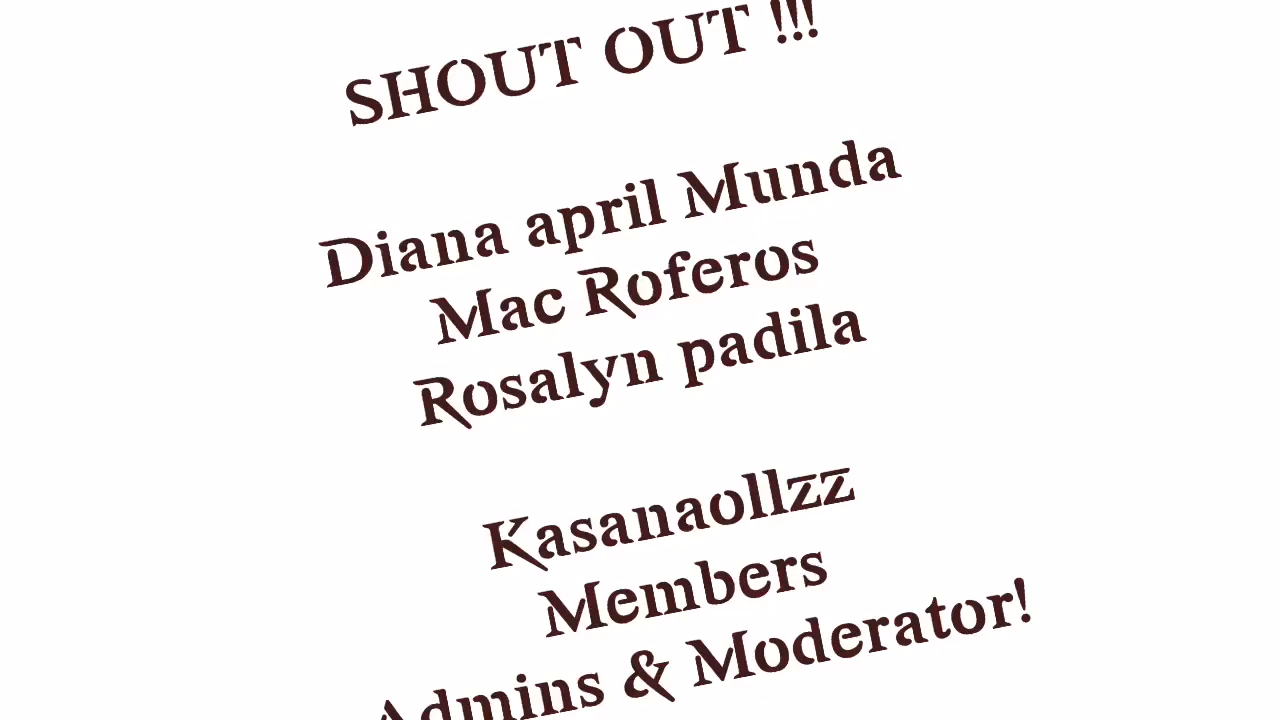 SHOUT OUT !!!
Diana april Munda
Mac Roferos
Rosalyn padila
Kasanaollzz
Members
Admins & Moderator!